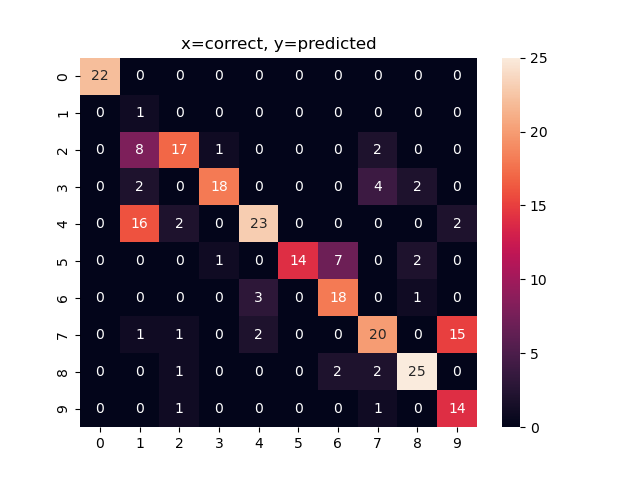 x=correct, y=predicted
0 22 0 0 0 0 0 0 0 0 0
1 0 1 0 0 0 0 0 0 0 0
2 0 8 17 1 0 0 0 2 0 0
3 0 2 0 18 0 0 0 4 2 0
4 0 16 2 0 23 0 0 0 0 2
5 0 0 0 1 0 14 7 0 2 0
6 0 0 0 0 3 0 18 0 1 0
7 0 1 1 0 2 0 0 20 0 15
8 0 0 1 0 0 0 2 2 25 0
9 0 0 1 0 0 0 0 1 0 14
0 1 2 3 4 5 6 7 8 9
25
20
15
10
5
0